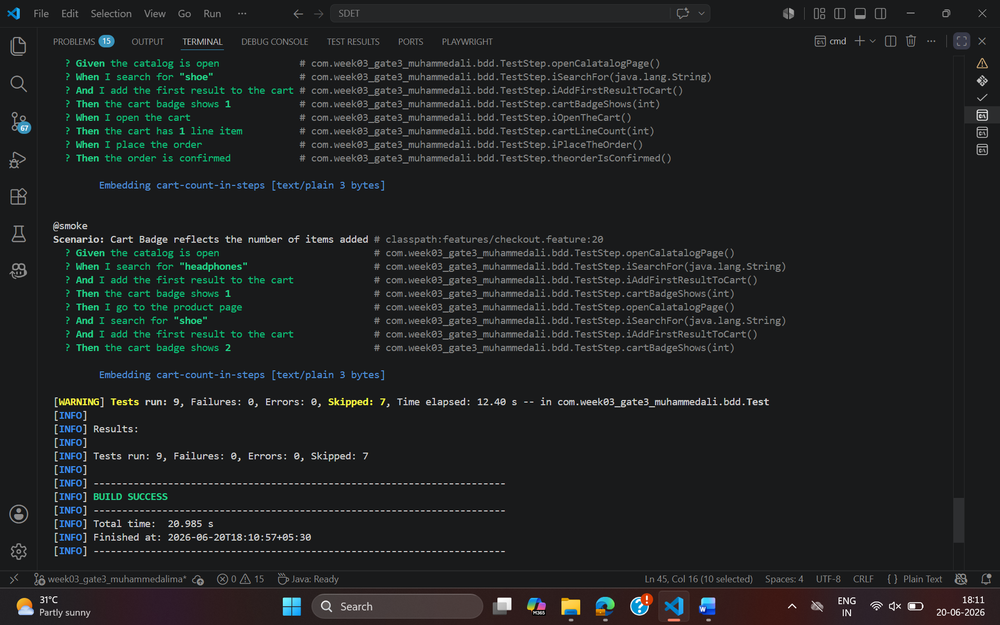 File Edit Selection View Go Run ··· SDET
PROBLEMS 15 OUTPUT TERMINAL DEBUG CONSOLE TEST RESULTS PORTS PLAYWRIGHT cmd
? Given the catalog is open # com.week03_gate3_muhammedali.bdd.TestStep.openCalatalogPage()
? When I search for "shoe" # com.week03_gate3_muhammedali.bdd.TestStep.iSearchFor(java.lang.String)
? And I add the first result to the cart # com.week03_gate3_muhammedali.bdd.TestStep.iAddFirstResultToCart()
? Then the cart badge shows 1 # com.week03_gate3_muhammedali.bdd.TestStep.cartBadgeShows(int)
? When I open the cart # com.week03_gate3_muhammedali.bdd.TestStep.iOpenTheCart()
? Then the cart has 1 line item # com.week03_gate3_muhammedali.bdd.TestStep.cartLineCount(int)
? When I place the order # com.week03_gate3_muhammedali.bdd.TestStep.iPlaceTheOrder()
? Then the order is confirmed # com.week03_gate3_muhammedali.bdd.TestStep.theorderIsConfirmed()
Embedding cart-count-in-steps [text/plain 3 bytes]
@smoke
Scenario: Cart Badge reflects the number of items added # classpath:features/checkout.feature:20
? Given the catalog is open # com.week03_gate3_muhammedali.bdd.TestStep.openCalatalogPage()
? When I search for "headphones" # com.week03_gate3_muhammedali.bdd.TestStep.iSearchFor(java.lang.String)
? And I add the first result to the cart # com.week03_gate3_muhammedali.bdd.TestStep.iAddFirstResultToCart()
? Then the cart badge shows 1 # com.week03_gate3_muhammedali.bdd.TestStep.cartBadgeShows(int)
? Then I go to the product page # com.week03_gate3_muhammedali.bdd.TestStep.openCalatalogPage()
? And I search for "shoe" # com.week03_gate3_muhammedali.bdd.TestStep.iSearchFor(java.lang.String)
? And I add the first result to the cart # com.week03_gate3_muhammedali.bdd.TestStep.iAddFirstResultToCart()
? Then the cart badge shows 2 # com.week03_gate3_muhammedali.bdd.TestStep.cartBadgeShows(int)
Embedding cart-count-in-steps [text/plain 3 bytes]
[WARNING] Tests run: 9, Failures: 0, Errors: 0, Skipped: 7, Time elapsed: 12.40 s -- in com.week03_gate3_muhammedali.bdd.Test
[INFO]
[INFO] Results:
[INFO]
[INFO] Tests run: 9, Failures: 0, Errors: 0, Skipped: 7
[INFO]
[INFO] ------------------------------------------------------------------------
[INFO] BUILD SUCCESS
[INFO] ------------------------------------------------------------------------
[INFO] Total time:  20.985 s
[INFO] Finished at: 2026-06-20T18:10:57+05:30
[INFO] ------------------------------------------------------------------------
67
week03_gate3_muhammedalima* 0 15 Java: Ready Ln 45, Col 16 (10 selected) Spaces: 4 UTF-8 CRLF { } Plain Text
31°C
Partly sunny
Search
M365
ENG
IN
18:11
20-06-2026